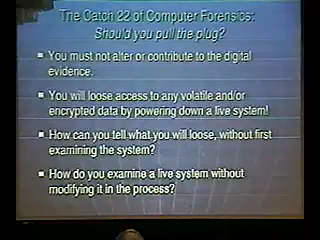 The Catch 22 of Computer Forensics:
Should you pull the plug?
You must not alter or contribute to the digital
evidence.
You will loose access to any volatile and/or
encrypted data by powering down a live system!
How can you tell what you will loose, without first
examining the system?
How do you examine a live system without
modifying it in the process?